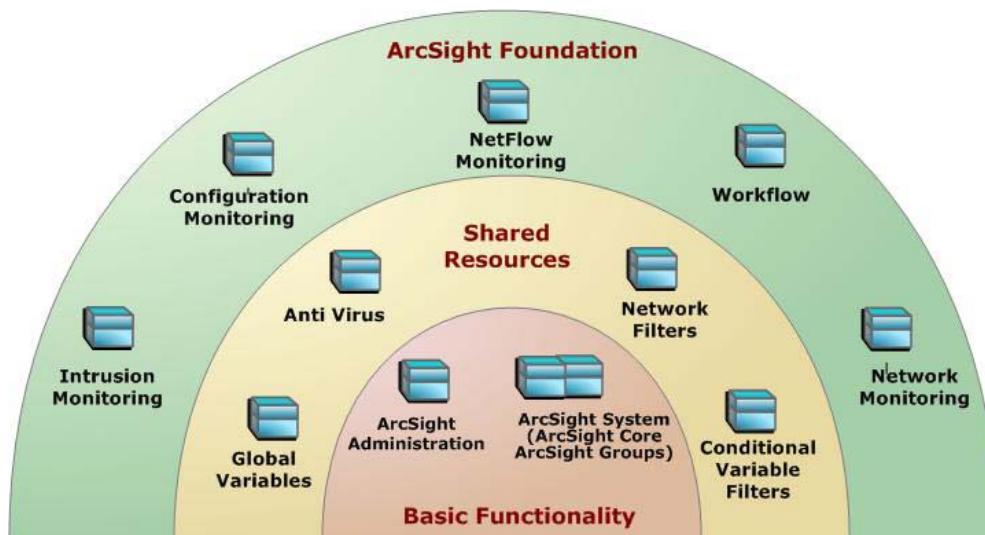 ArcSight Foundation
NetFlow
Monitoring
Configuration
Monitoring
Workflow
Intrusion
Monitoring
Network
Monitoring
Shared
Resources
Anti Virus
Network
Filters
Global
Variables
Conditional
Variable
Filters
ArcSight
Administration
ArcSight System
(ArcSight Core
ArcSight Groups)
Basic Functionality